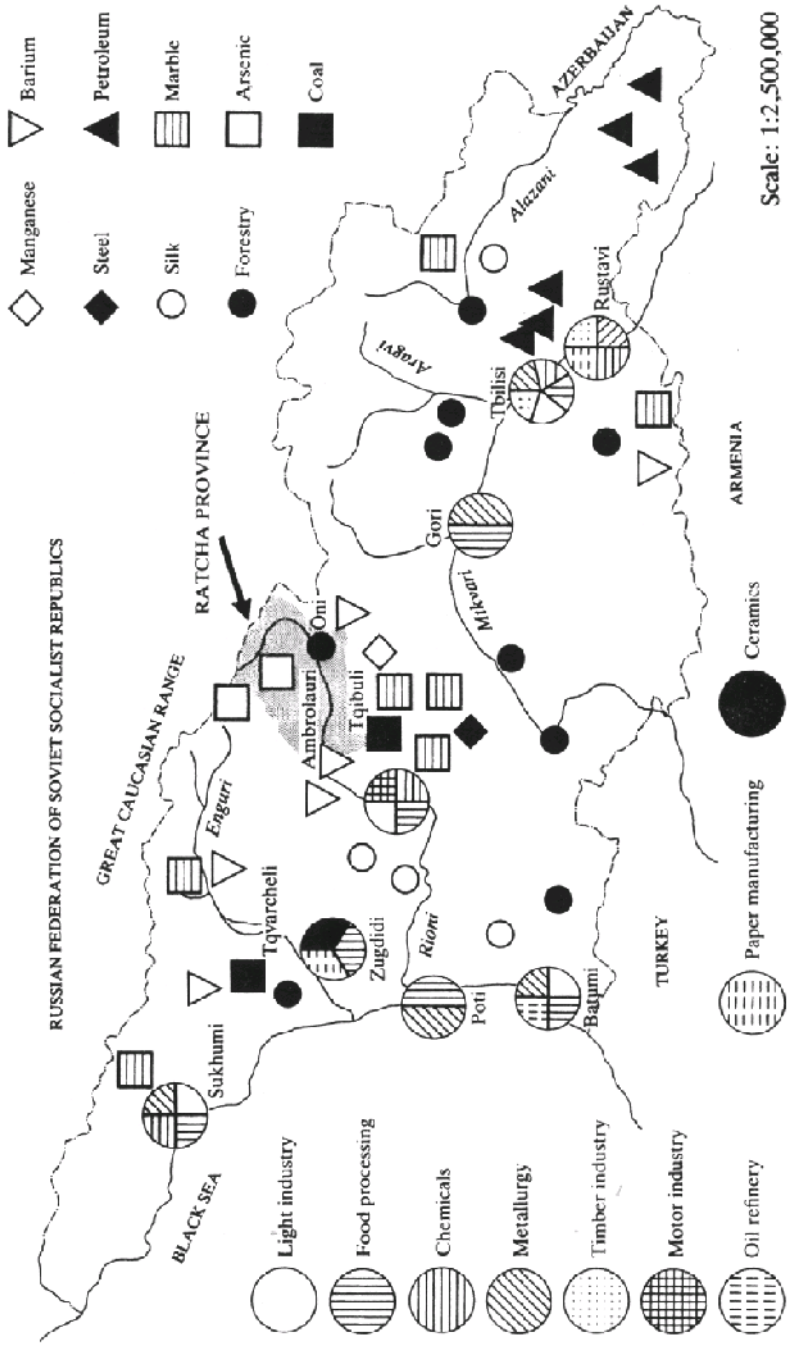 RUSSIAN FEDERATION OF SOVIET SOCIALIST REPUBLICS
GREAT CAUCASIAN RANGE
RATCHA PROVINCE
Manganese
Barium
Steel
Petroleum
Silk
Marble
Forestry
Arsenic
Coal
BLACK SEA
Sukhumi
Tqvarcheli
Enguri
Zugdidi
Ambrolauri
Oni
Tqibuli
Rioni
Poti
Batumi
Gori
Mtkvari
Aragvi
Tbilisi
Rustavi
Alazani
AZERBAIJAN
TURKEY
ARMENIA
Light industry
Food processing
Chemicals
Metallurgy
Timber industry
Motor industry
Oil refinery
Paper manufacturing
Ceramics
Scale: 1:2,500,000